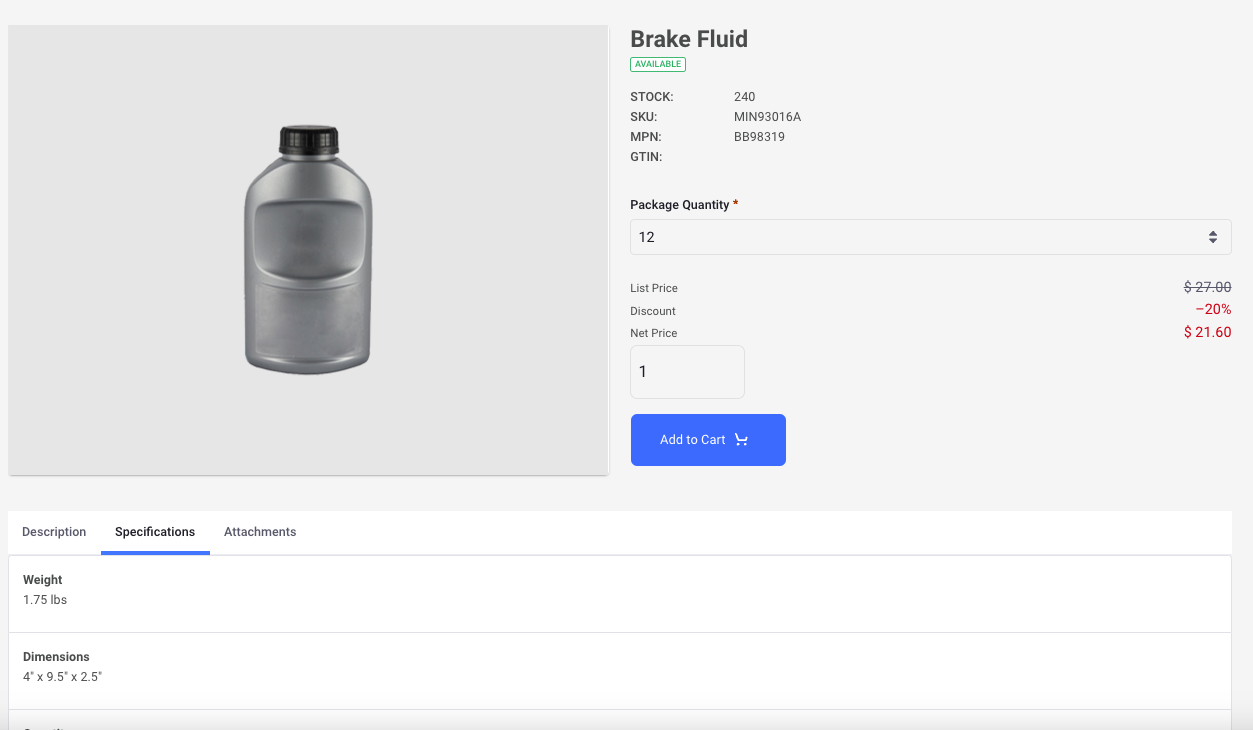 Brake Fluid
AVAILABLE
STOCK: 240
SKU: MIN93016A
MPN: BB98319
GTIN:
Package Quantity *
12
List Price $ 27.00
Discount –20%
Net Price $ 21.60
1
Add to Cart
Description Specifications Attachments
Weight
1.75 lbs
Dimensions
4" x 9.5" x 2.5"